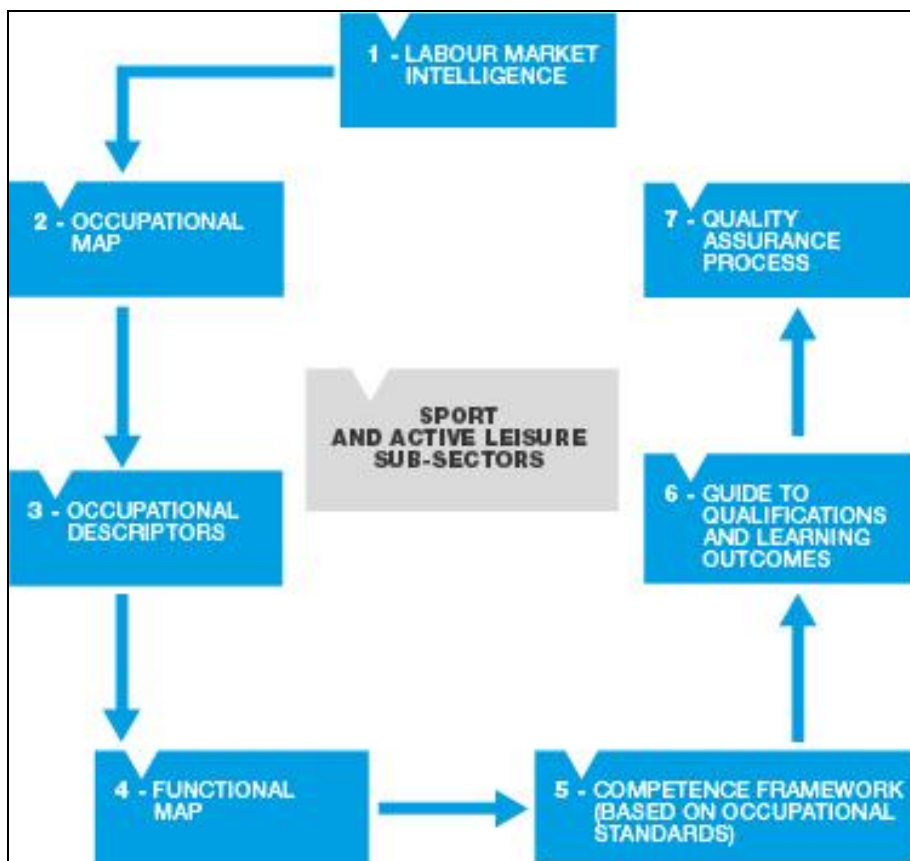 1 - LABOUR MARKET
INTELLIGENCE
2 - OCCUPATIONAL
MAP
7 - QUALITY
ASSURANCE
PROCESS
SPORT
AND ACTIVE LEISURE
SUB-SECTORS
3 - OCCUPATIONAL
DESCRIPTORS
6 - GUIDE TO
QUALIFICATIONS
AND LEARNING
OUTCOMES
4 - FUNCTIONAL
MAP
5 - COMPETENCE FRAMEWORK
(BASED ON OCCUPATIONAL
STANDARDS)